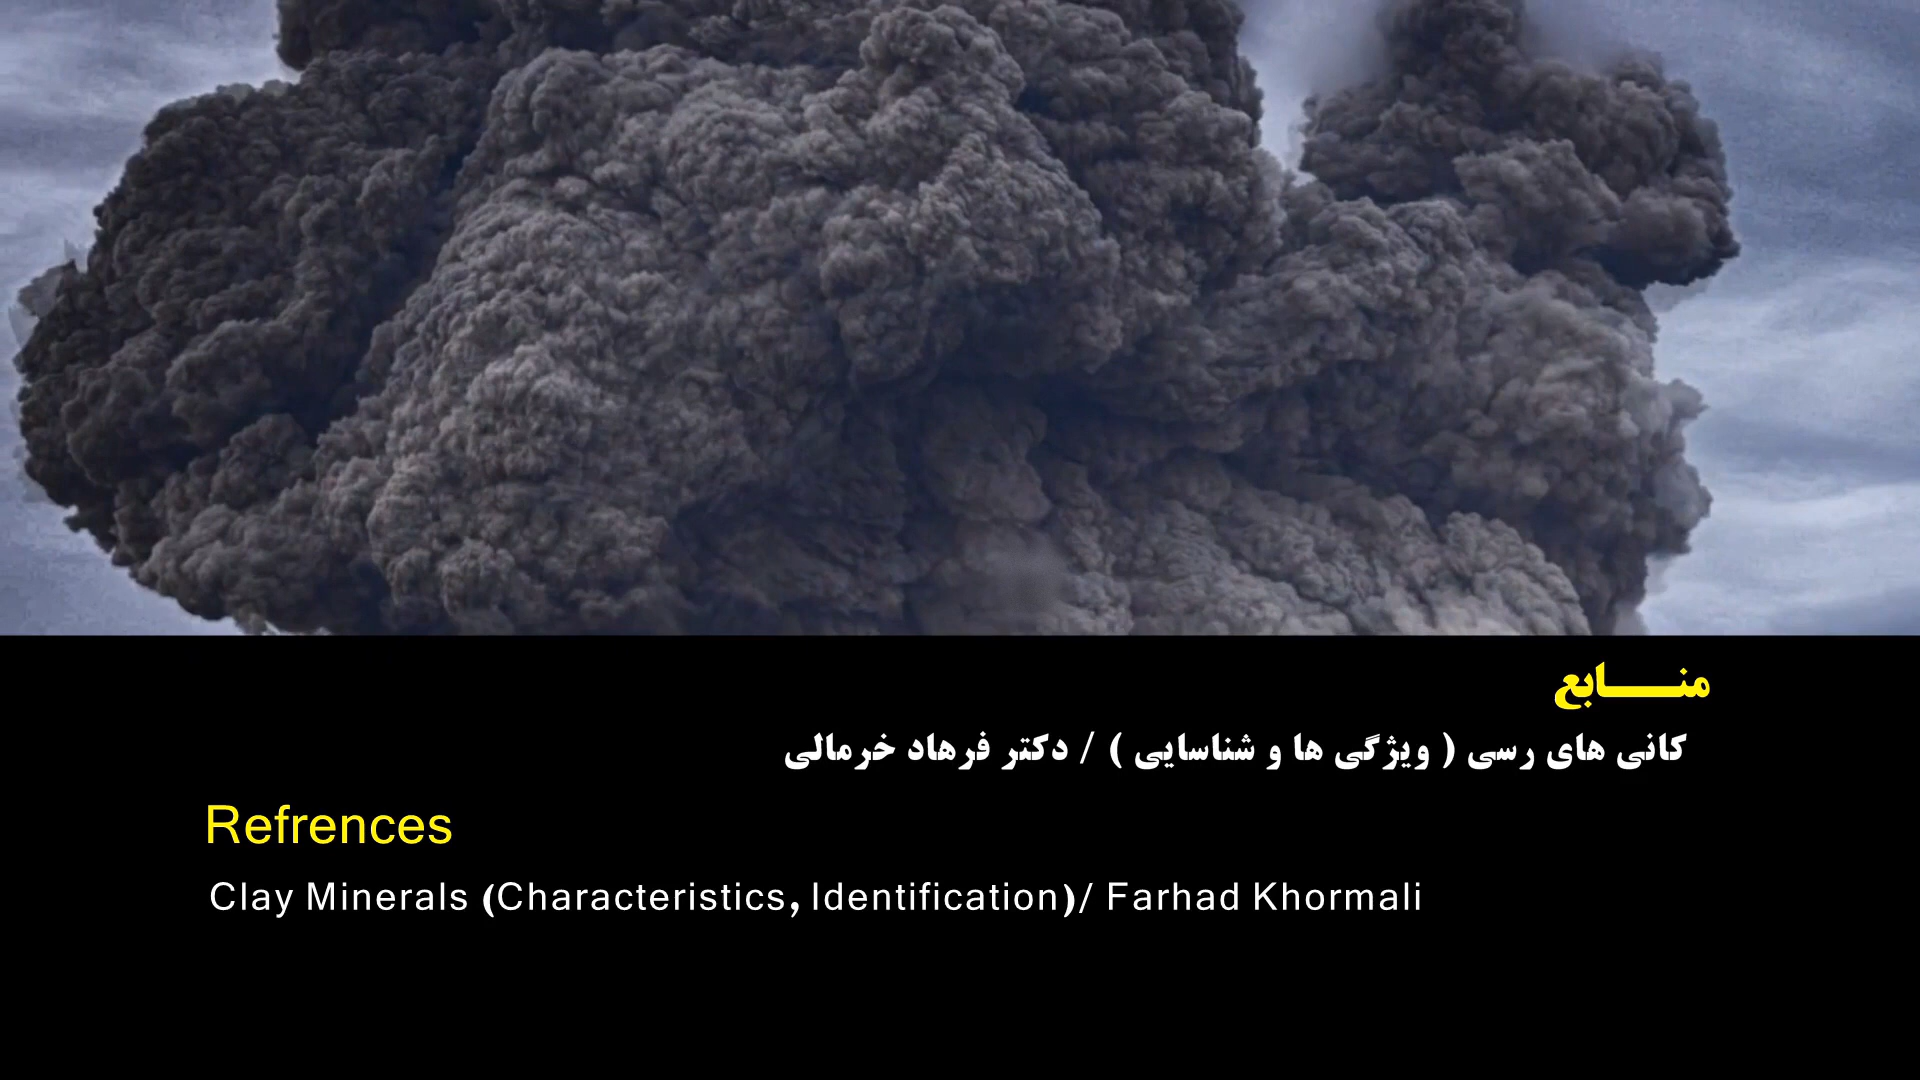 منـــــابع
کانی های رسی ( ویژگی ها و شناسایی ) / دکتر فرهاد خرمالی
Refrences
Clay Minerals (Characteristics, Identification)/ Farhad Khormali